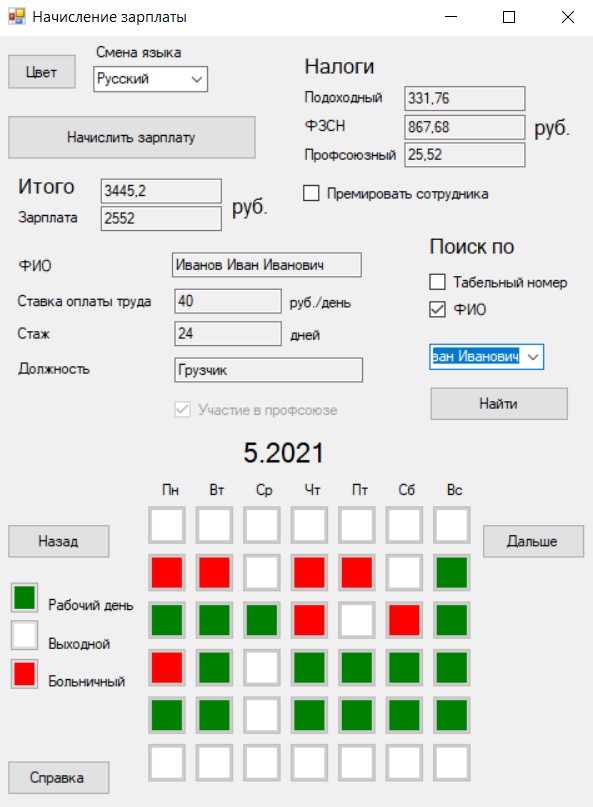 Начисление зарплаты
Цвет
Смена языка
Русский
Начислить зарплату
Налоги
Подоходный 331,76
ФЗСН 867,68 руб.
Профсоюзный 25,52
Премировать сотрудника
Итого 3445,2
Зарплата 2552 руб.
ФИО Иванов Иван Иванович
Ставка оплаты труда 40 руб./день
Стаж 24 дней
Должность Грузчик
Участие в профсоюзе
Поиск по
Табельный номер
ФИО
ван Иванович
Найти
5.2021
Пн Вт Ср Чт Пт Сб Вс
Назад
Дальше
Рабочий день
Выходной
Больничный
Справка